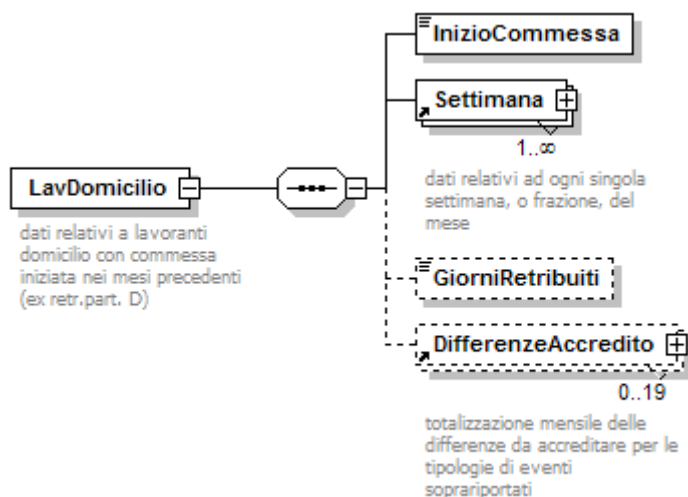 InizioCommessa
Settimana
1..∞
dati relativi ad ogni singola
settimana, o frazione, del
mese
LavDomicilio
dati relativi a lavoranti
domicilio con commessa
iniziata nei mesi precedenti
(ex retr.part. D)
GiorniRetribuiti
DifferenzeAccredito
0..19
totalizzazione mensile delle
differenze da accreditare per le
tipologie di eventi
soprariportati